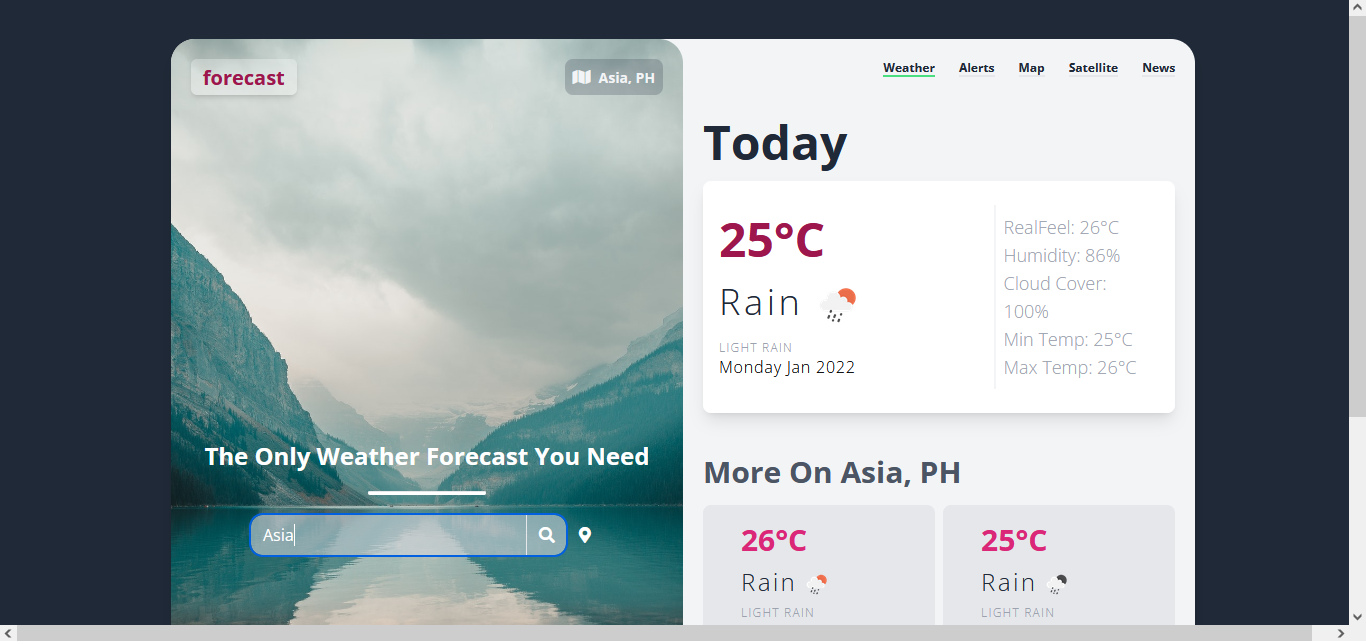 forecast
Asia, PH
Weather
Alerts
Map
Satellite
News
Today
25°C
Rain
LIGHT RAIN
Monday Jan 2022
RealFeel: 26°C
Humidity: 86%
Cloud Cover:
100%
Min Temp: 25°C
Max Temp: 26°C
The Only Weather Forecast You Need
Asia
More On Asia, PH
26°C
Rain
LIGHT RAIN
25°C
Rain
LIGHT RAIN